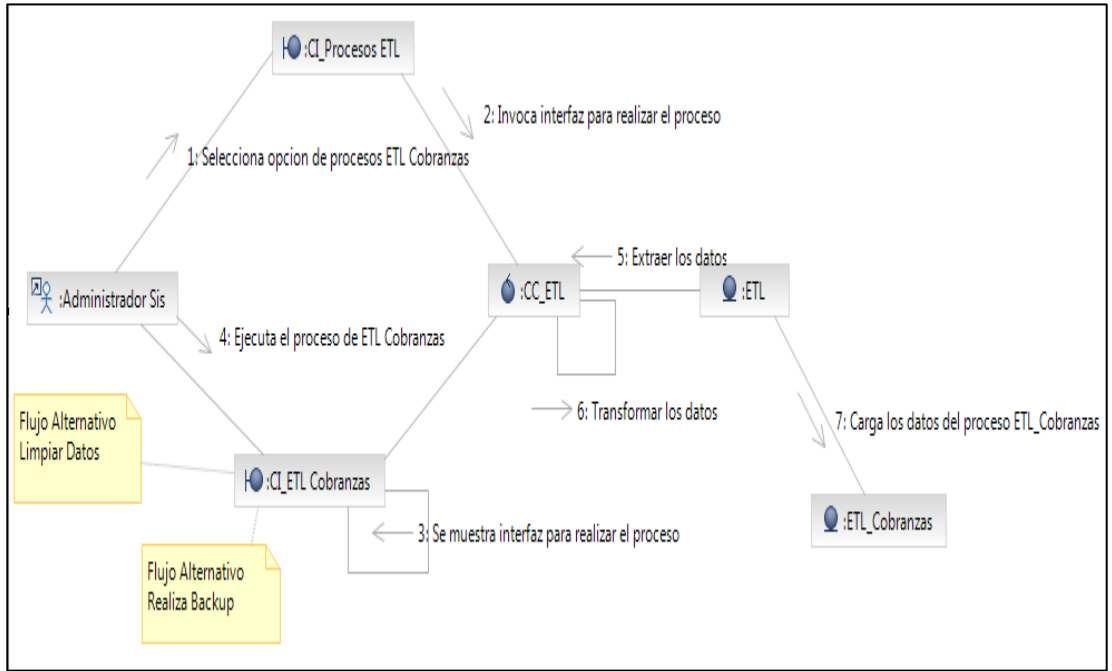 :CI_Procesos ETL
2: Invoca interfaz para realizar el proceso
1: Selecciona opcion de procesos ETL Cobranzas
5: Extraer los datos
:Administrador Sis
:CC_ETL
:ETL
4: Ejecuta el proceso de ETL Cobranzas
6: Transformar los datos
7: Carga los datos del proceso ETL_Cobranzas
Flujo Alternativo
Limpiar Datos
:CI_ETL Cobranzas
:ETL_Cobranzas
3: Se muestra interfaz para realizar el proceso
Flujo Alternativo
Realiza Backup